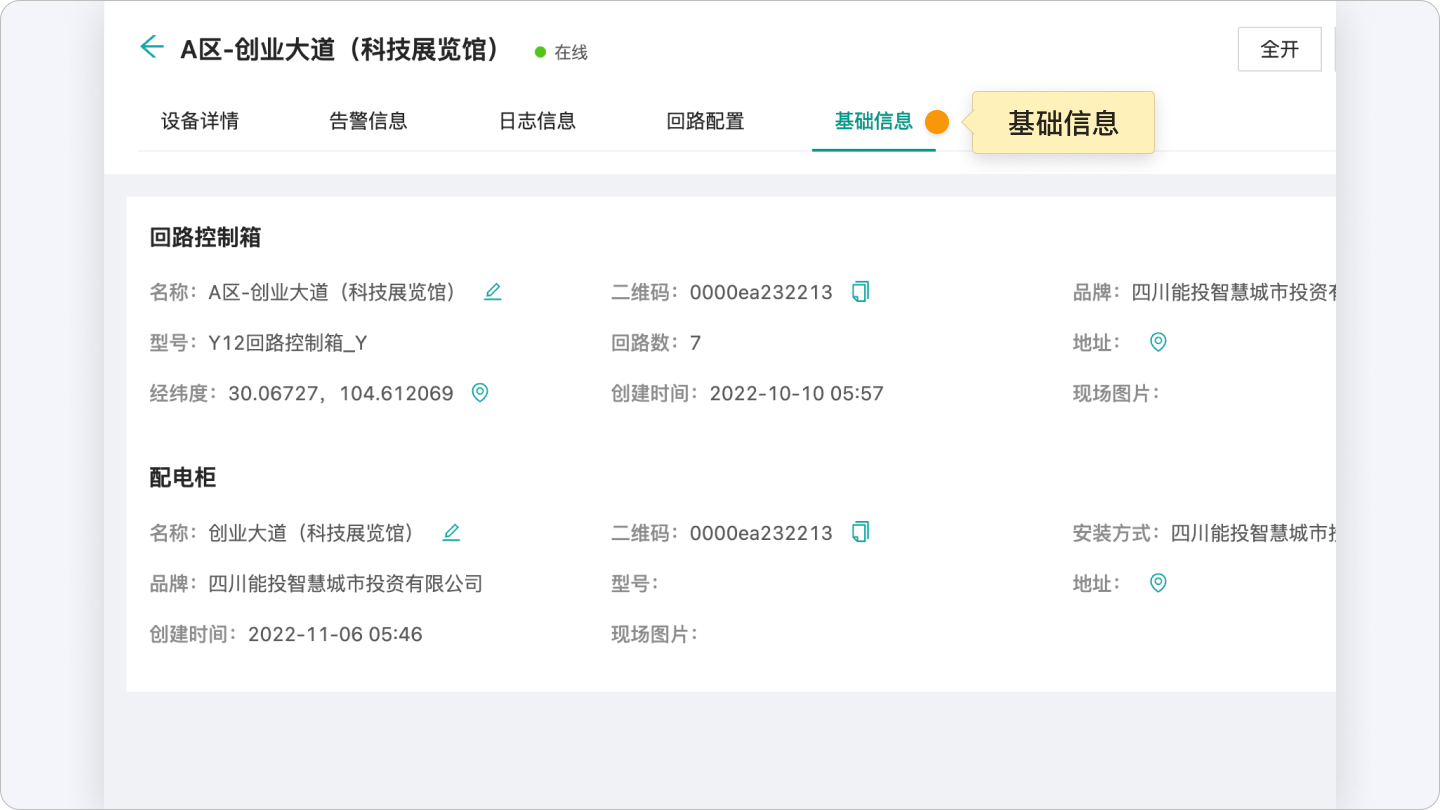 A区-创业大道（科技展览馆） 在线 全开
设备详情 告警信息 日志信息 回路配置 基础信息 基础信息
回路控制箱
名称： A区-创业大道（科技展览馆） 二维码： 0000ea232213 品牌： 四川能投智慧城市投资
型号： Y12回路控制箱_Y 回路数： 7 地址：
经纬度： 30.06727，104.612069 创建时间： 2022-10-10 05:57 现场图片：
配电柜
名称： 创业大道（科技展览馆） 二维码： 0000ea232213 安装方式： 四川能投智慧城市
品牌： 四川能投智慧城市投资有限公司 型号： 地址：
创建时间： 2022-11-06 05:46 现场图片：